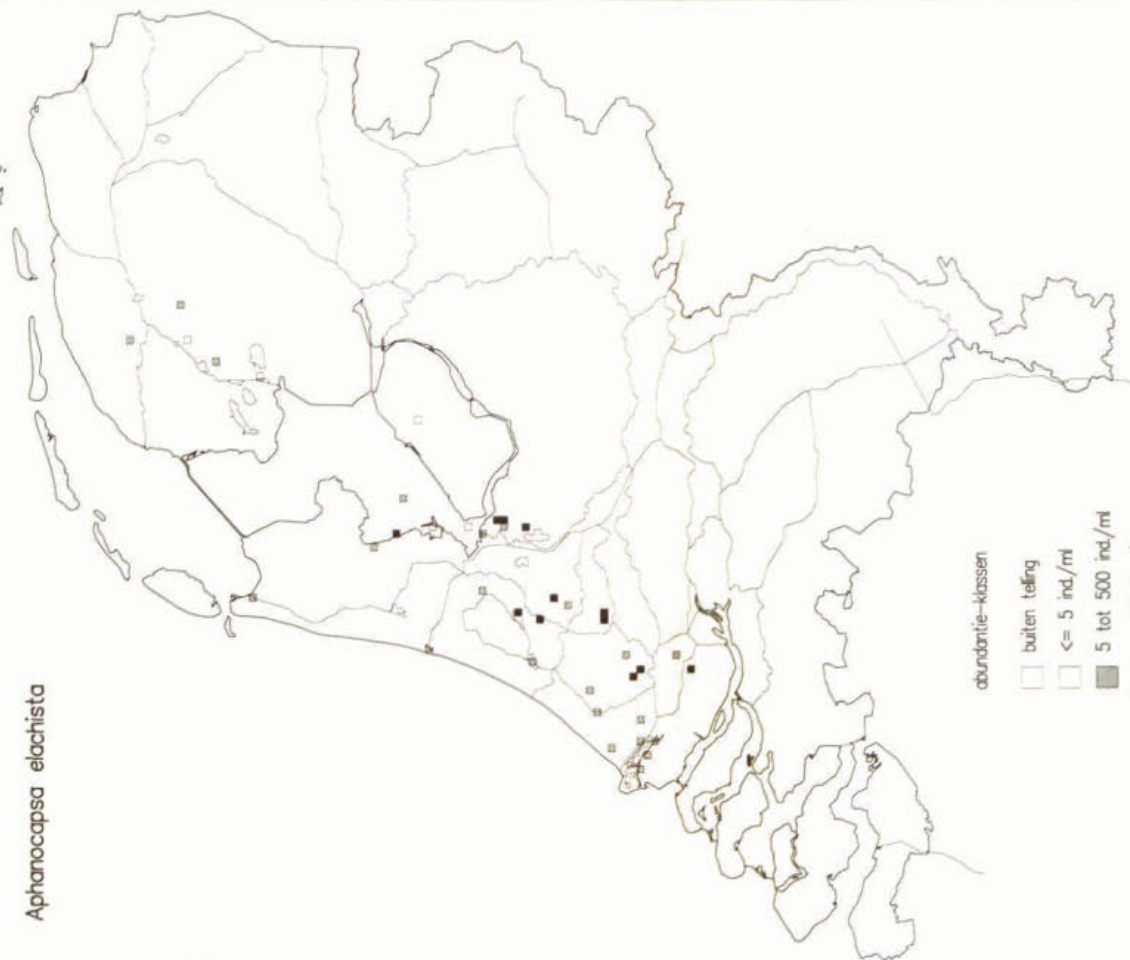 Aphanocapsa elachista
abundantie-klassen
buiten telling
<= 5 ind./ml
5 tot 500 ind./ml